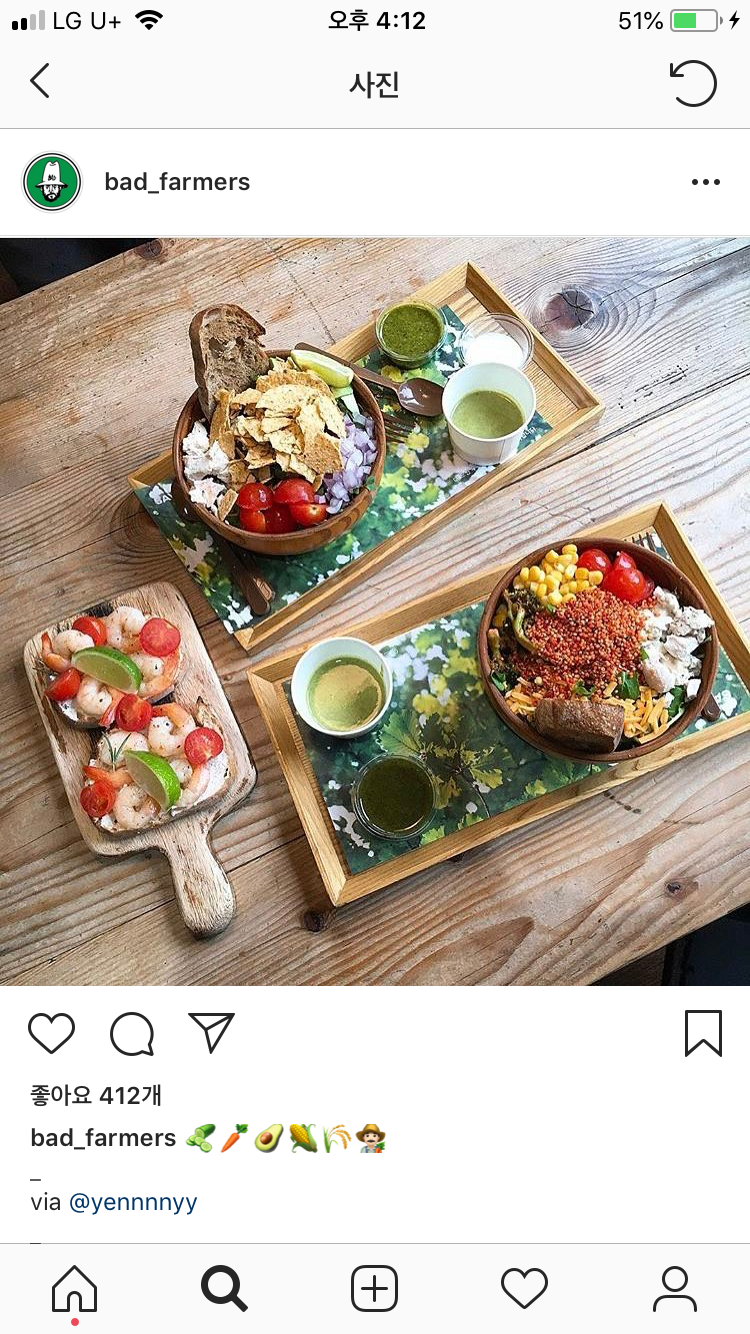 LG U+ 오후 4:12 51%
사진
bad_farmers
좋아요 412개
bad_farmers 🥒🥕🥑🌽🌾👨🏻‍🌾
_
via @yennnnyy
_